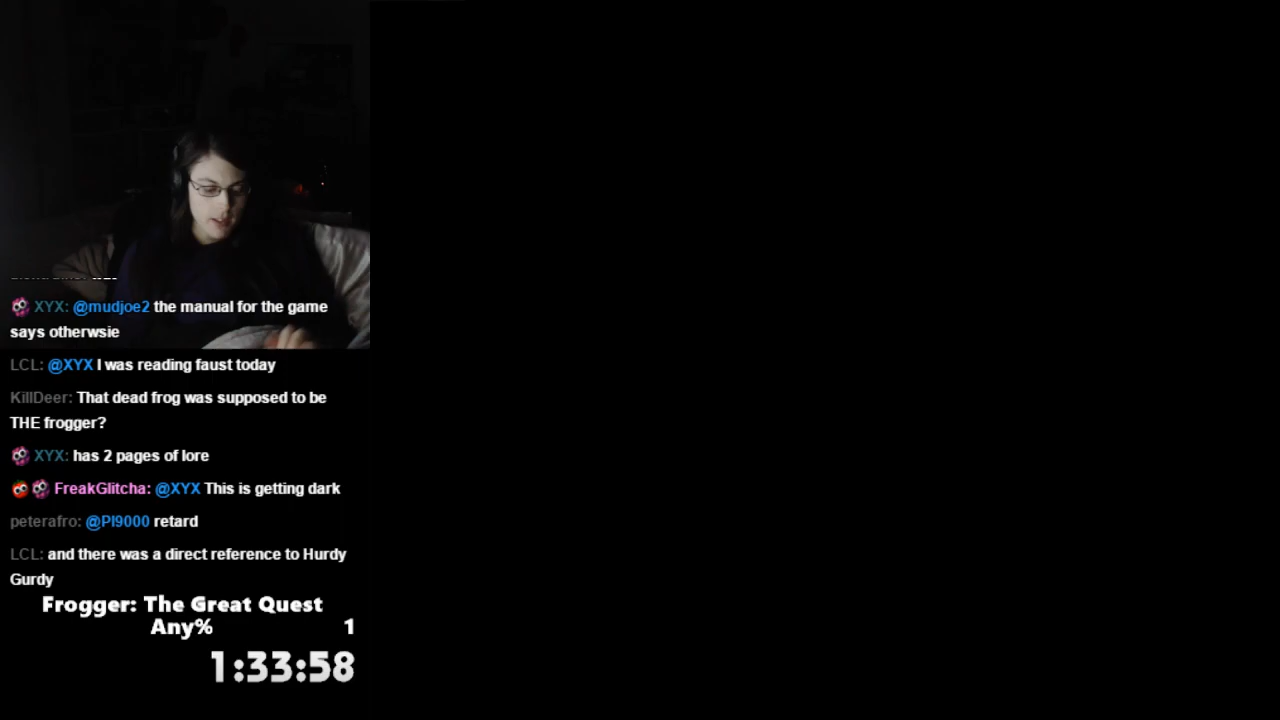 XYX: @mudjoe2 the manual for the game
says otherwsie
LCL: @XYX I was reading faust today
KillDeer: That dead frog was supposed to be
THE frogger?
XYX: has 2 pages of lore
FreakGlitcha: @XYX This is getting dark
peterafro: @PI9000 retard
LCL: and there was a direct reference to Hurdy
Gurdy
Frogger: The Great Quest
Any% 1
1:33:58